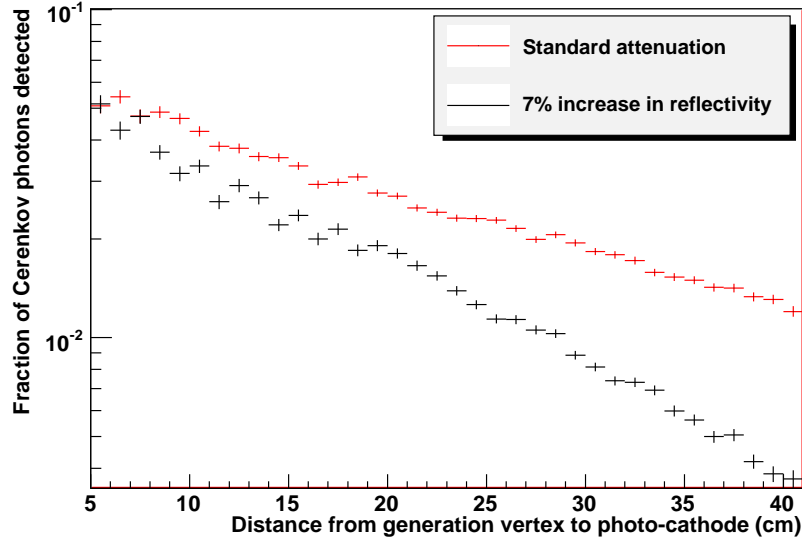 10^-1
Standard attenuation
7% increase in reflectivity
Fraction of Cerenkov photons detected
10^-2
5 10 15 20 25 30 35 40
Distance from generation vertex to photo-cathode (cm)